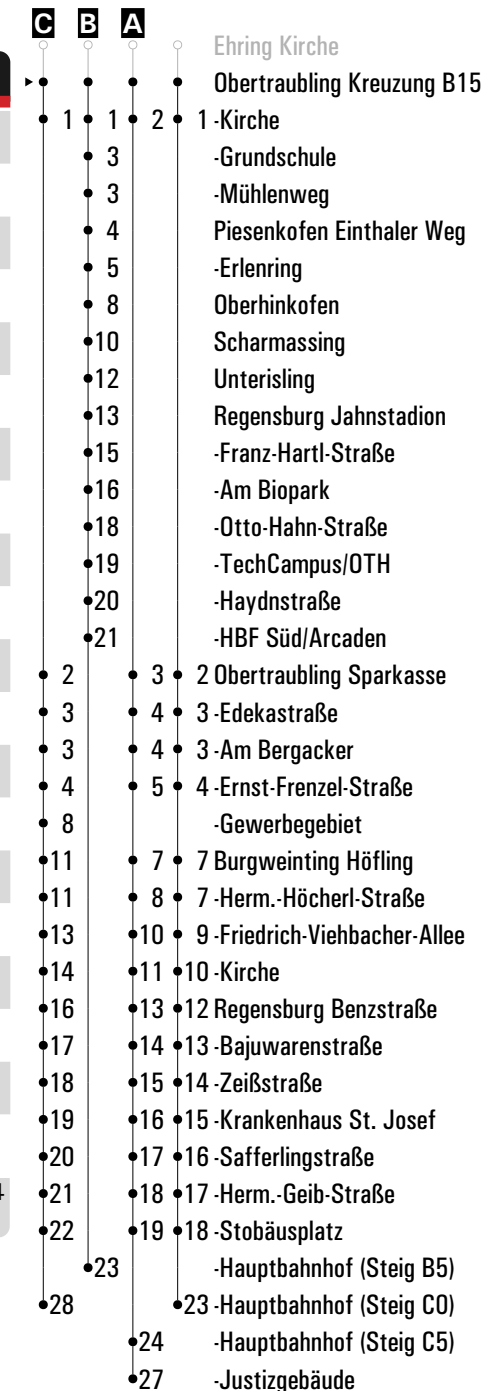 C B A
Ehring Kirche
Obertraubling Kreuzung B15
1 1 2 1 -Kirche
3 -Grundschule
3 -Mühlenweg
4 Piesenkofen Einthaler Weg
5 -Erlenring
8 Oberhinkofen
10 Scharmassing
12 Unterisling
13 Regensburg Jahnstadion
15 -Franz-Hartl-Straße
16 -Am Biopark
18 -Otto-Hahn-Straße
19 -TechCampus/OTH
20 -Haydnstraße
21 -HBF Süd/Arcaden
2 3 2 Obertraubling Sparkasse
3 4 3 -Edekastraße
3 4 3 -Am Bergacker
4 5 4 -Ernst-Frenzel-Straße
8 -Gewerbegebiet
11 7 7 Burgweinting Höfling
11 8 7 -Herm.-Höcherl-Straße
13 10 9 -Friedrich-Viehbacher-Allee
14 11 10 -Kirche
16 13 12 Regensburg Benzstraße
17 14 13 -Bajuwarenstraße
18 15 14 -Zeißstraße
19 16 15 -Krankenhaus St. Josef
20 17 16 -Safferlingstraße
21 18 17 -Herm.-Geib-Straße
22 19 18 -Stobäusplatz
23 -Hauptbahnhof (Steig B5)
28 23 -Hauptbahnhof (Steig C0)
24 -Hauptbahnhof (Steig C5)
27 -Justizgebäude